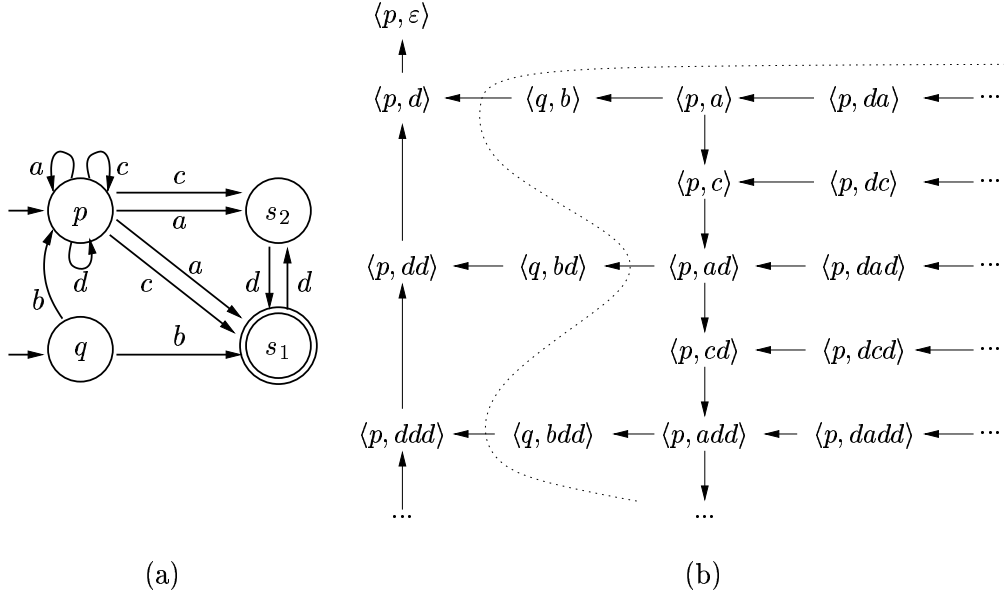 ⟨p, ε⟩
⟨p, d⟩ ⟨q, b⟩ ⟨p, a⟩ ⟨p, da⟩ ...
a c c
p a s₂
⟨p, c⟩ ⟨p, dc⟩ ...
d a c d d
⟨p, dd⟩ ⟨q, bd⟩ ⟨p, ad⟩ ⟨p, dad⟩ ...
b
q b s₁
⟨p, cd⟩ ⟨p, dcd⟩ ...
⟨p, ddd⟩ ⟨q, bdd⟩ ⟨p, add⟩ ⟨p, dadd⟩ ...
... ...
(a) (b)